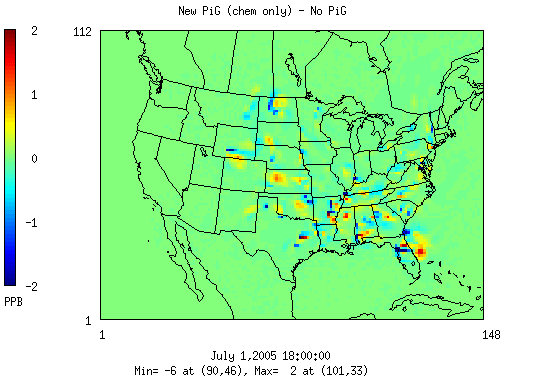 New PiG (chem only) - No PiG
2
112
1
0
-1
-2
PPB
1
1
148
July 1,2005 18:00:00
Min= -6 at (90,46), Max=  2 at (101,33)